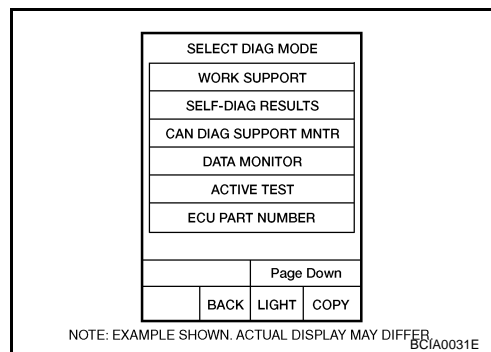 SELECT DIAG MODE
WORK SUPPORT
SELF-DIAG RESULTS
CAN DIAG SUPPORT MNTR
DATA MONITOR
ACTIVE TEST
ECU PART NUMBER
Page Down
BACK LIGHT COPY
NOTE: EXAMPLE SHOWN. ACTUAL DISPLAY MAY DIFFER.
BCIA0031E